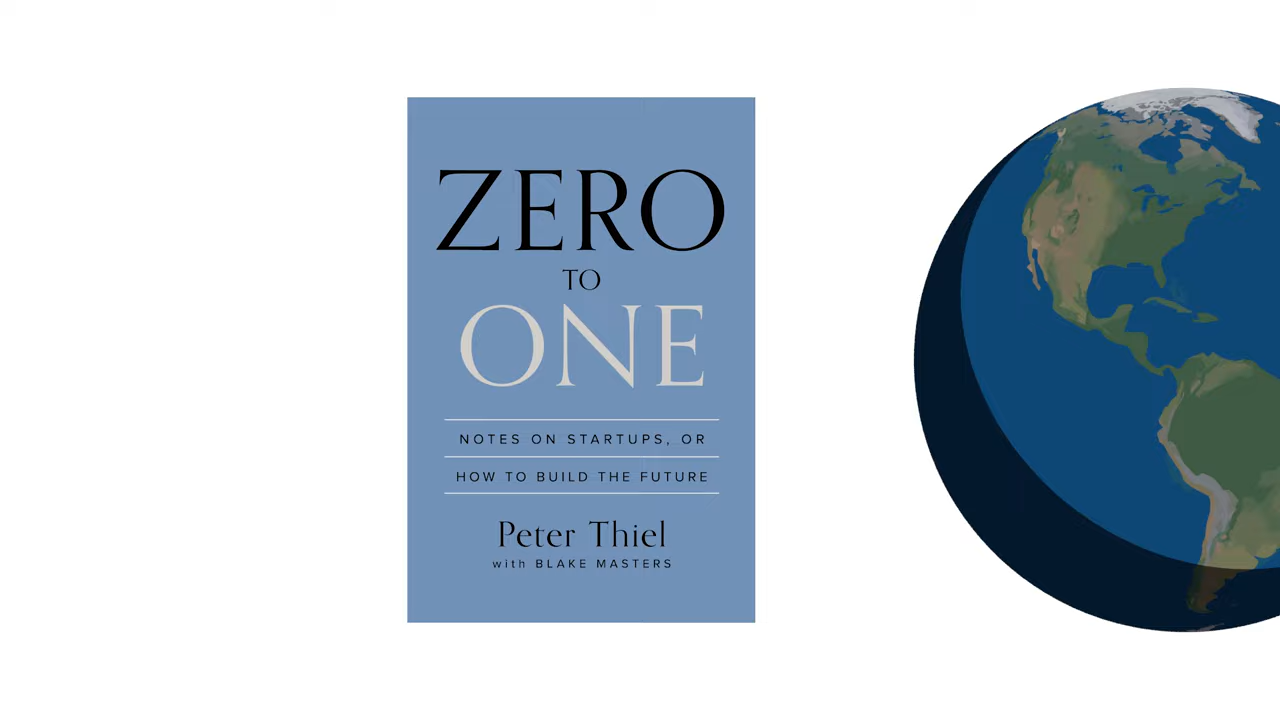 ZERO
TO
ONE
NOTES ON STARTUPS, OR
HOW TO BUILD THE FUTURE
Peter Thiel
with BLAKE MASTERS